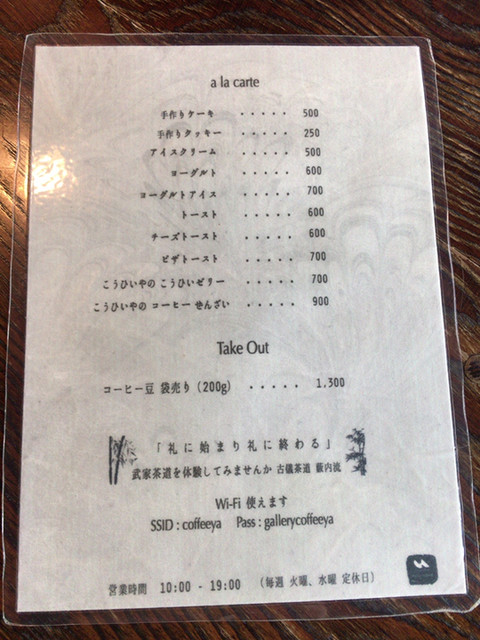 a la carte
手作りケーキ ・・・・・ 500
手作りクッキー ・・・・・ 250
アイスクリーム ・・・・・ 500
ヨーグルト ・・・・・ 600
ヨーグルトアイス ・・・・・ 700
トースト ・・・・・ 600
チーズトースト ・・・・・ 600
ピザトースト ・・・・・ 700
こうひいやの こうひいゼリー ・・・・・ 700
こうひいやの コーヒー ぜんざい ・・・・・ 900
Take Out
コーヒー豆 袋売り (200g) ・・・・・ 1,300
「礼に始まり礼に終わる」
武家茶道を体験してみませんか 古儀茶道 藪内流
Wi-Fi 使えます
SSID : coffeeya Pass : gallerycoffeeya
営業時間 10:00 - 19:00 (毎週 火曜、水曜 定休日)